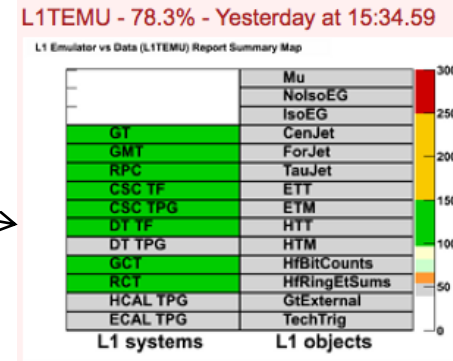 L1TEMU - 78.3% - Yesterday at 15:34.59
L1 Emulator vs Data (L1TEMU) Report Summary Map
Mu
NoIsoEG
IsoEG
GT CenJet
GMT ForJet
RPC TauJet
CSC TF ETT
CSC TPG ETM
DT TF HTT
DT TPG HTM
GCT HfBitCounts
RCT HfRingEtSums
HCAL TPG GtExternal
ECAL TPG TechTrig
L1 systems L1 objects
300
250
200
150
100
50
0